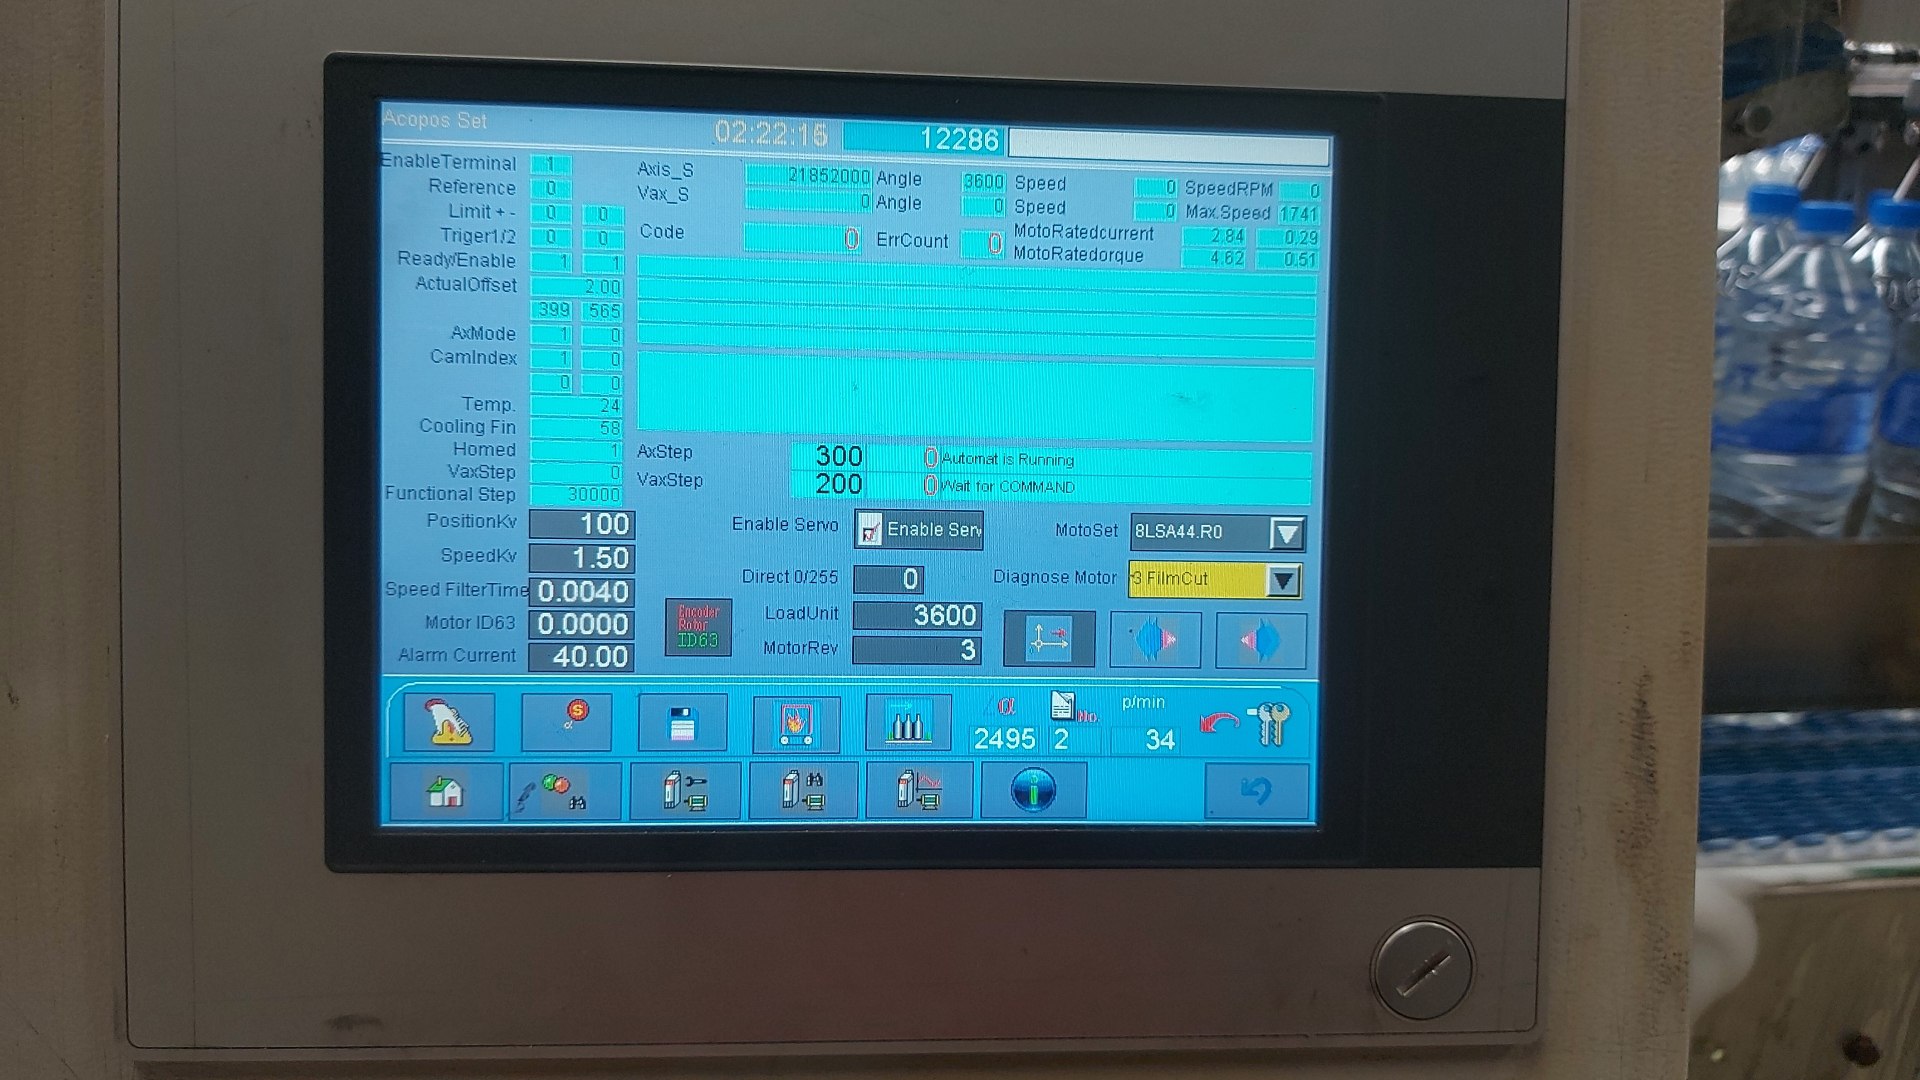 Acopos Set 02:22:15 12286
EnableTerminal 1
Reference 0
Limit + - 0 0
Triger1/2 0 0
Ready/Enable 1 1
ActualOffset 2.00
399 565
AxMode 1 0
CamIndex 1 0
0 0
Temp. 24
Cooling Fin 58
Homed 1
VaxStep 0
Functional Step 30000
PositionKv 100
SpeedKv 1.50
Speed FilterTime 0.0040
Motor ID63 0.0000
Alarm Current 40.00
Axis_S 21852000 Angle 3600 Speed 0 SpeedRPM 0
Vax_S 0 Angle 0 Speed 0 Max.Speed 1741
Code 0 ErrCount 0 MotoRatedcurrent 2.84 0.29
MotoRatedorque 4.62 0.51
AxStep 300 0 Automat is Running
VaxStep 200 0 Wait for COMMAND
Enable Servo Enable Serv MotoSet 8LSA44.R0
Direct 0/255 0 Diagnose Motor 3 FilmCut
Encoder
Rotor
ID63
LoadUnit 3600
MotorRev 3
S
α
α No. p/min
2495 2 34